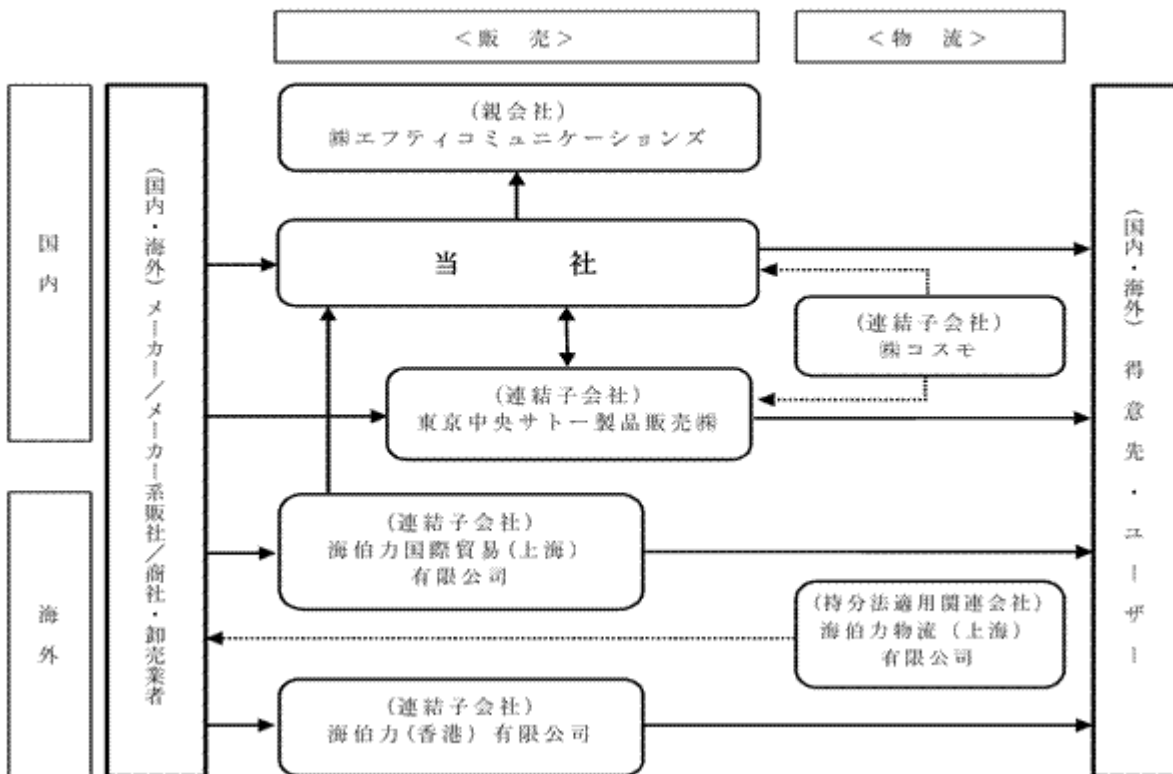 ＜販　売＞
＜物　流＞
国内
海外
(国内・海外)メーカー／メーカー系販社／商社・卸売業者
(親会社)
㈱エフティコミュニケーションズ
当　社
(連結子会社)
㈱コスモ
(連結子会社)
東京中央サトー製品販売㈱
(連結子会社)
海伯力国際貿易(上海)
有限公司
(持分法適用関連会社)
海伯力物流(上海)
有限公司
(連結子会社)
海伯力(香港)有限公司
(国内・海外)得意先・ユーザー